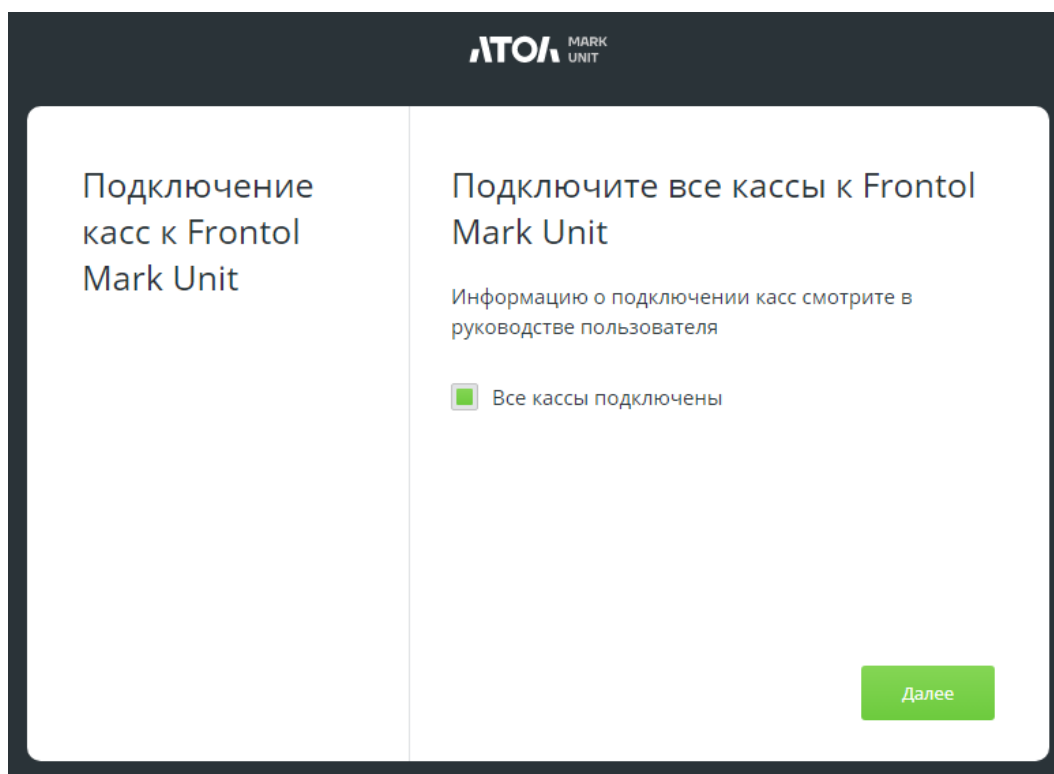 АТОЛ MARK
UNIT
Подключение
касс к Frontol
Mark Unit
Подключите все кассы к Frontol
Mark Unit
Информацию о подключении касс смотрите в
руководстве пользователя
Все кассы подключены
Далее